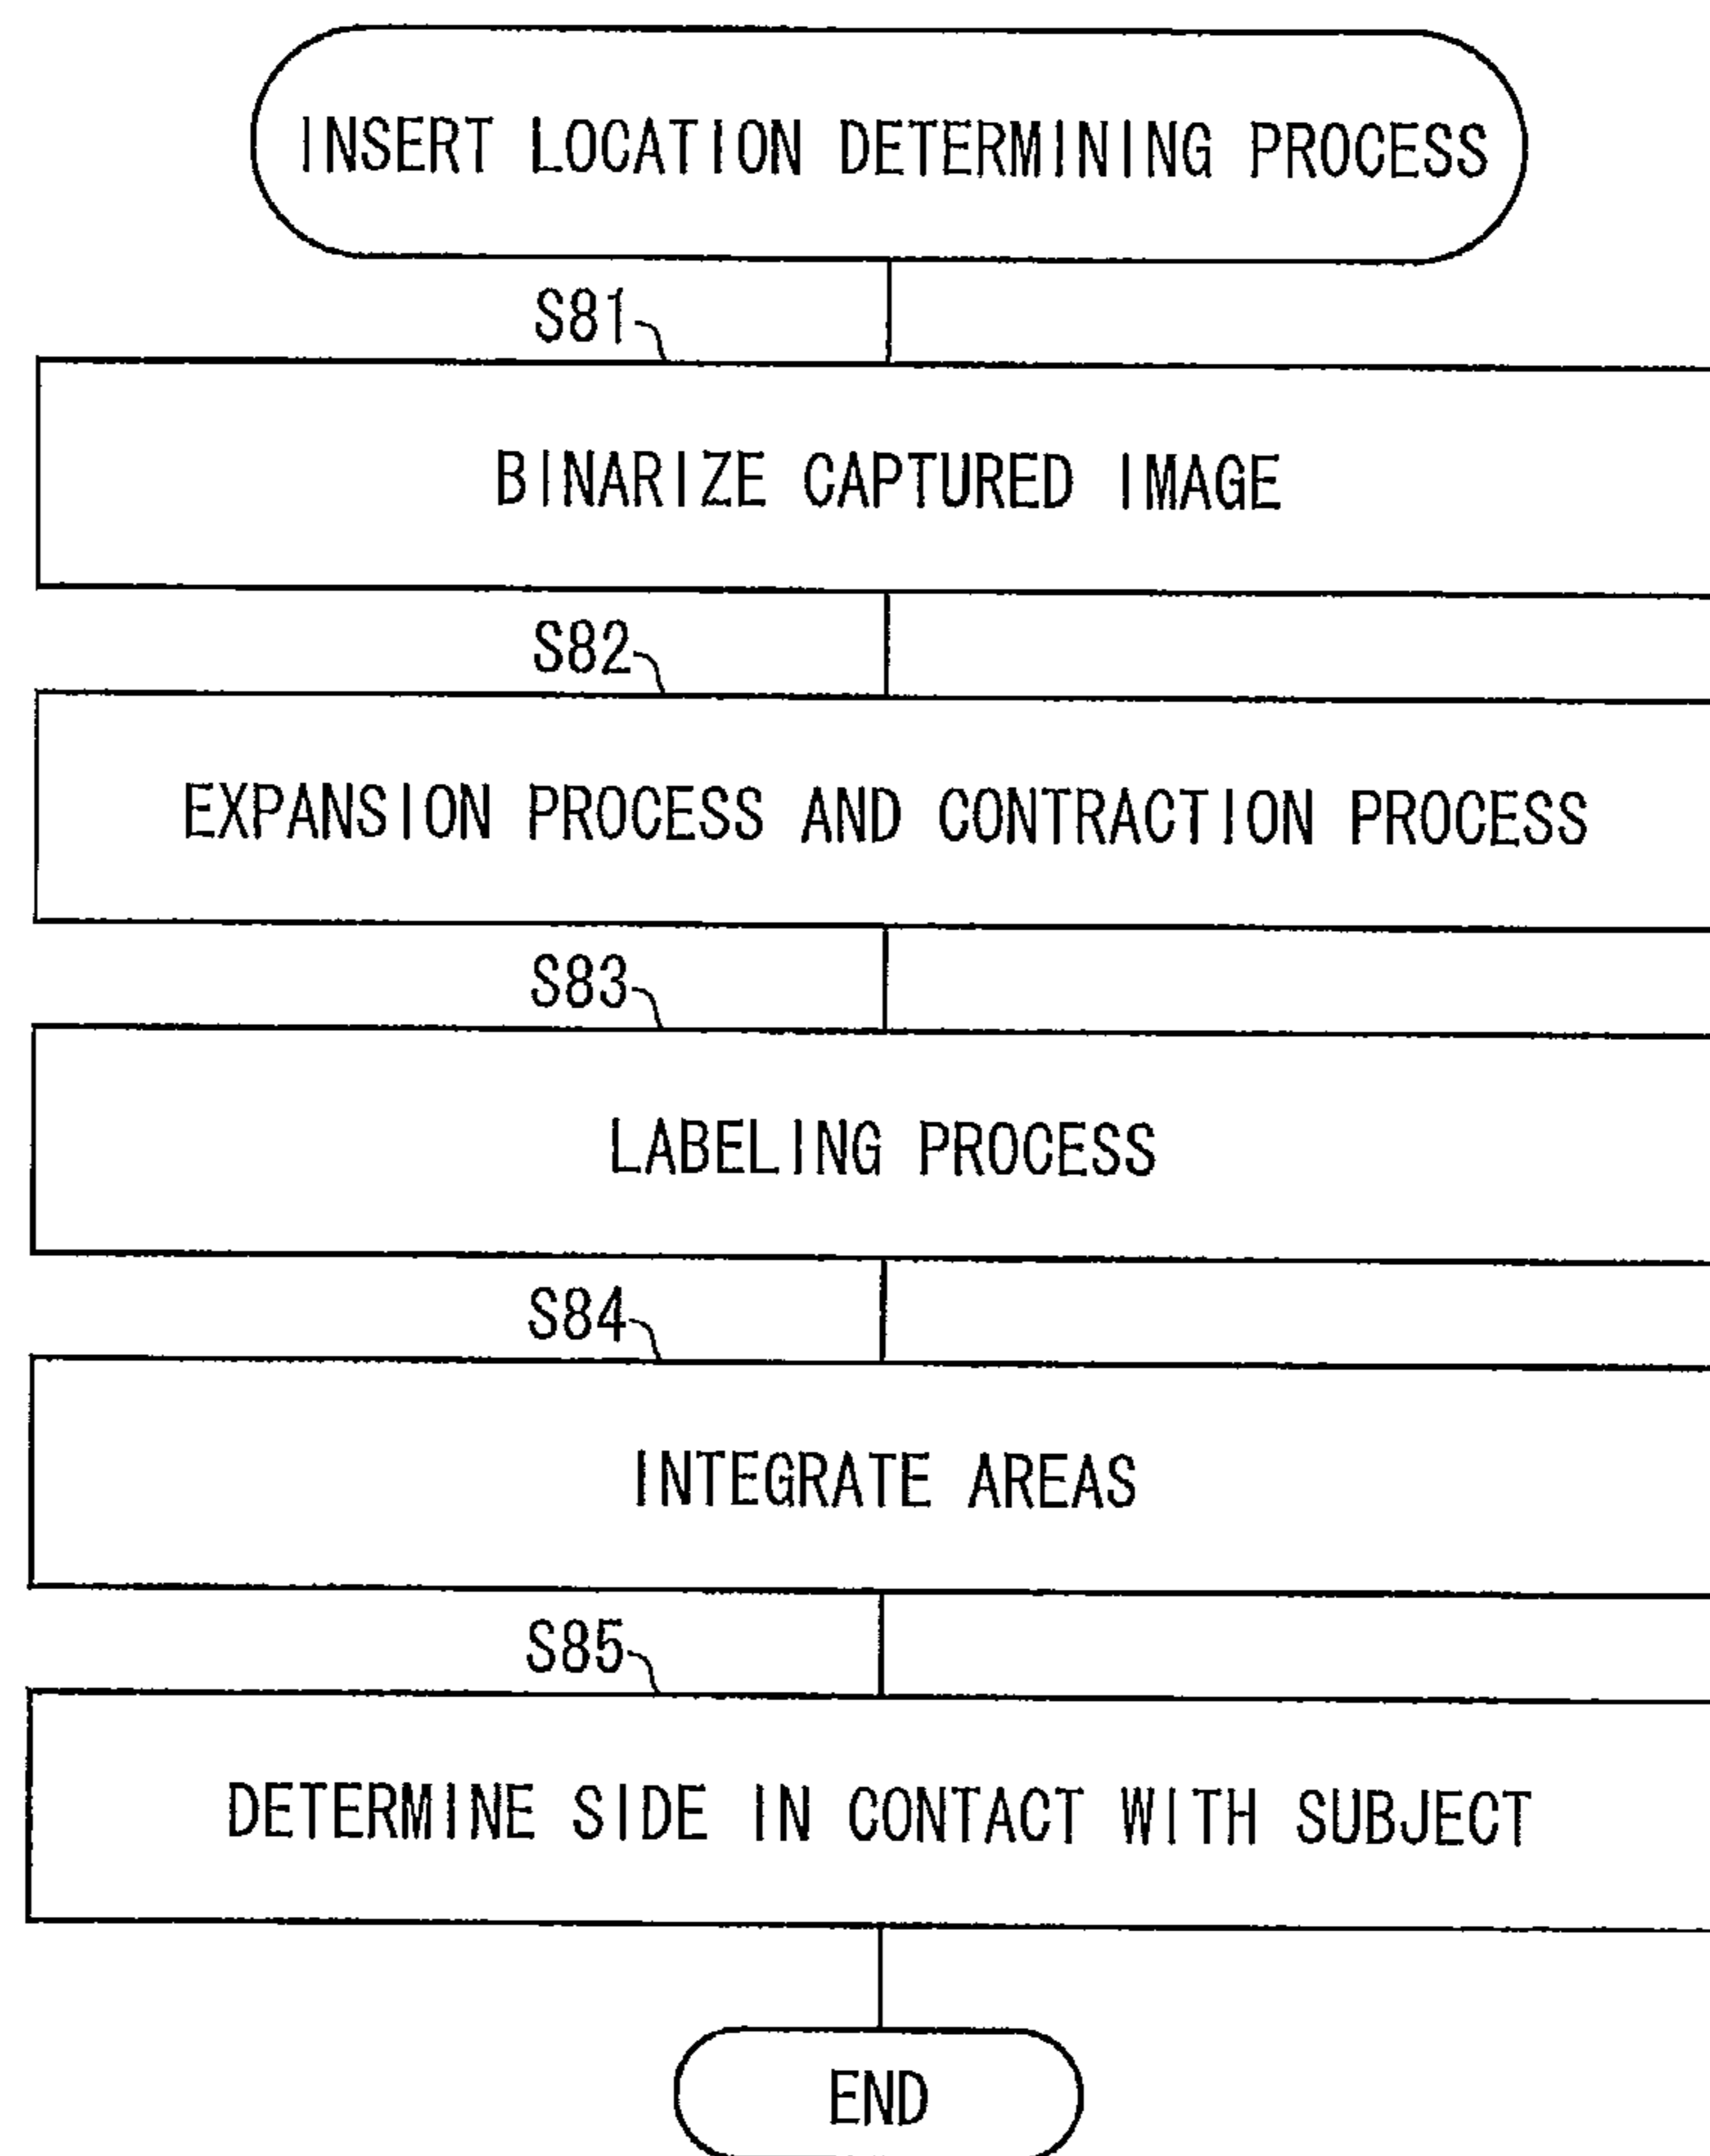 INSERT LOCATION DETERMINING PROCESS
S81
BINARIZE CAPTURED IMAGE
S82
EXPANSION PROCESS AND CONTRACTION PROCESS
S83
LABELING PROCESS
S84
INTEGRATE AREAS
S85
DETERMINE SIDE IN CONTACT WITH SUBJECT
END